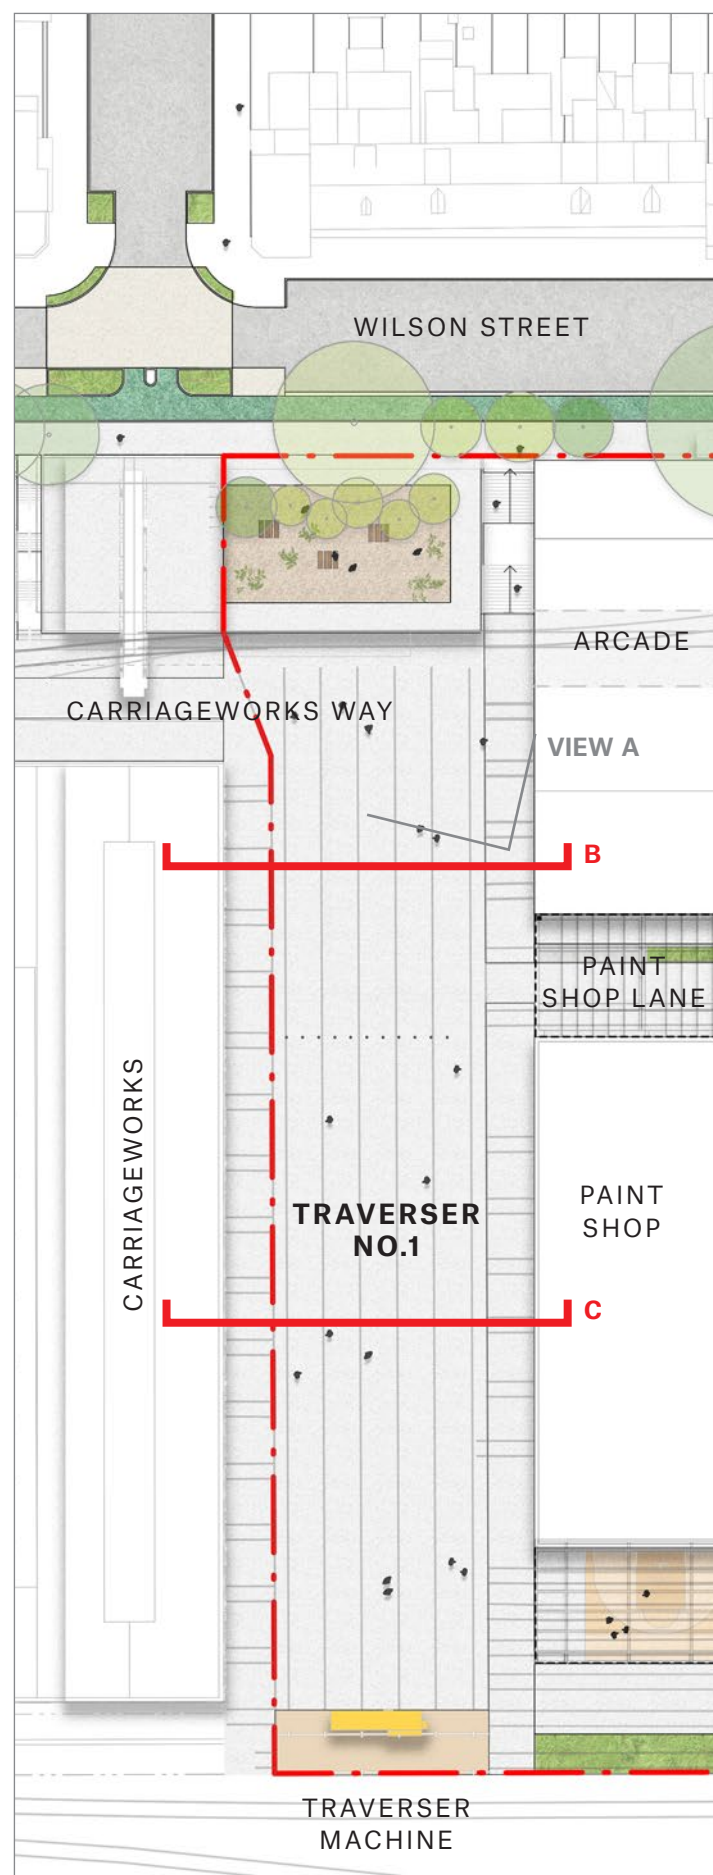 WILSON STREET
ARCADE
CARRIAGEWORKS WAY
VIEW A
B
PAINT
SHOP LANE
CARRIAGEWORKS
PAINT
SHOP
TRAVERSER
NO.1
C
TRAVERSER
MACHINE